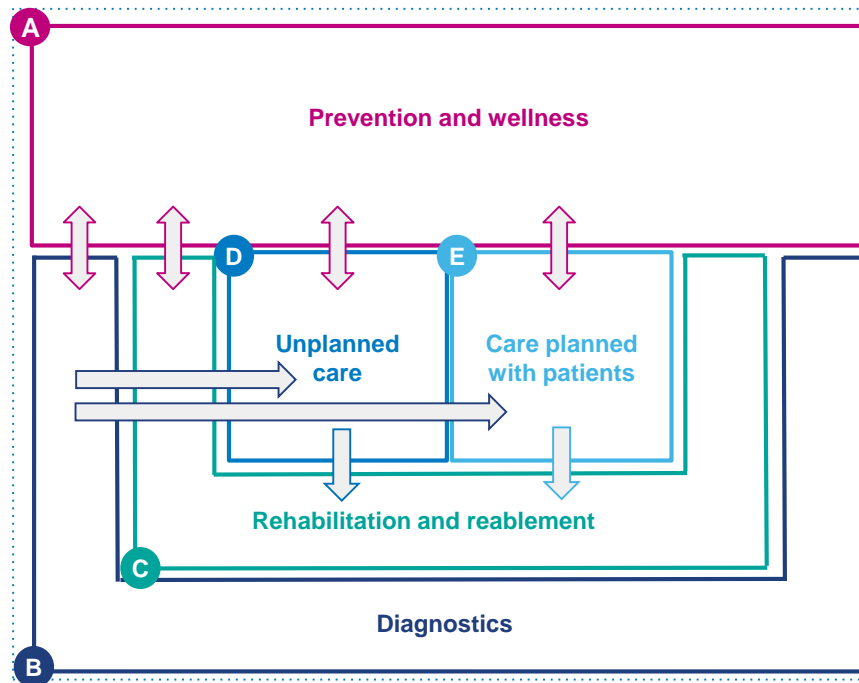 A
Prevention and wellness
D
E
Unplanned
care
Care planned
with patients
Rehabilitation and reablement
C
Diagnostics
B